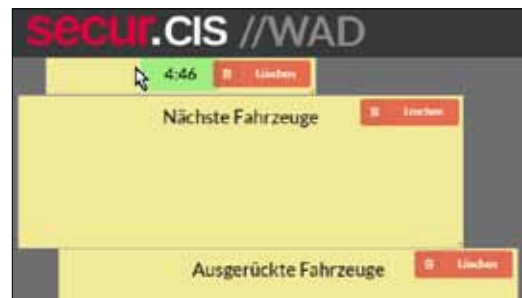 secur.CIS //WAD
4:46 Löschen
Nächste Fahrzeuge Löschen
Ausgerückte Fahrzeuge Löschen